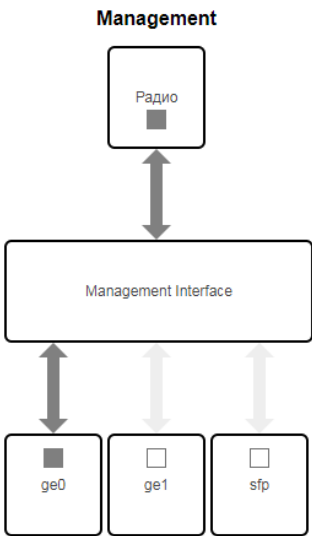 Management
Радио
Management Interface
ge0
ge1
sfp